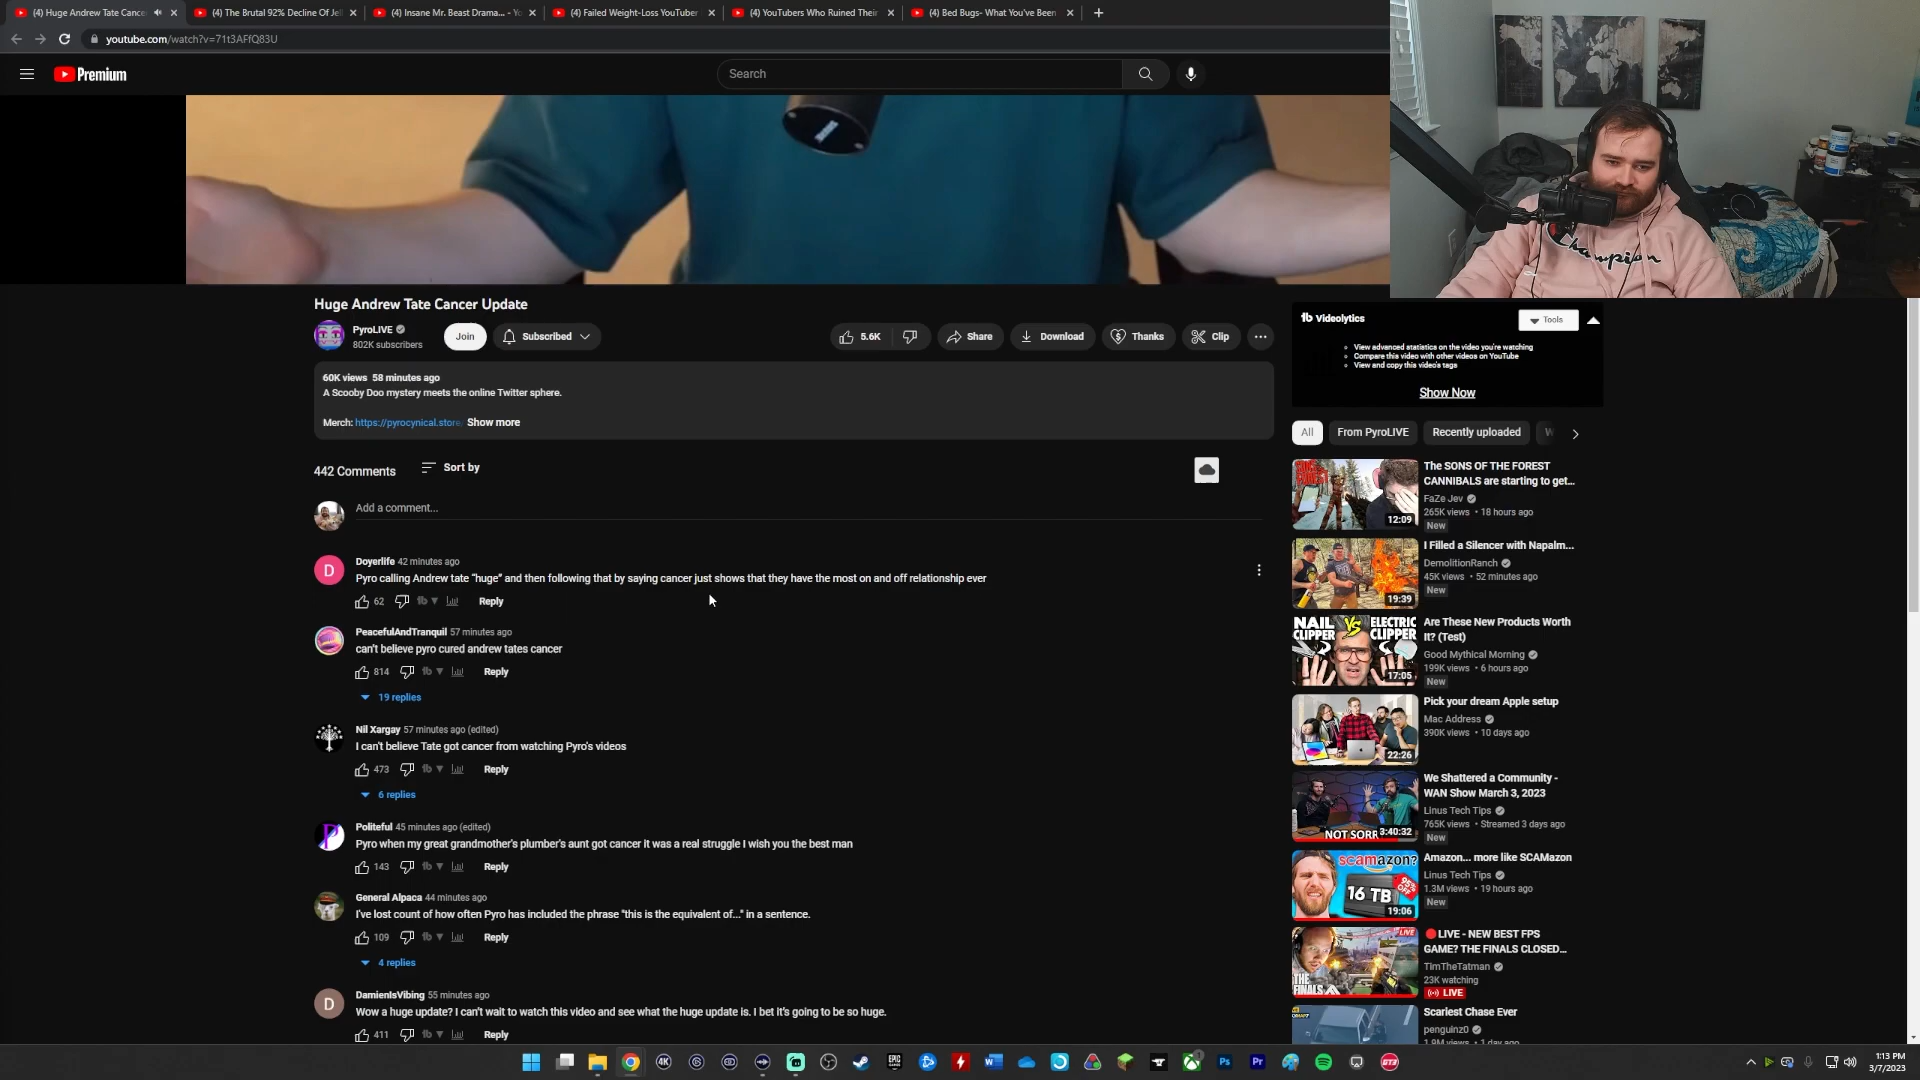 (4) Huge Andrew Tate Cance
(4) The Brutal 92% Decline Of Jel
(4) Insane Mr. Beast Drama... - Yo
(4) Failed Weight-Loss YouTuber
(4) YouTubers Who Ruined Their
(4) Bed Bugs- What You've Been
youtube.com/watch?v=71t3AFfQ83U
Premium
Search
Champion
Huge Andrew Tate Cancer Update
PyroLIVE
802K subscribers
Join
Subscribed
5.6K
Share
Download
Thanks
Clip
60K views 58 minutes ago
A Scooby Doo mystery meets the online Twitter sphere.
Merch: https://pyrocynical.store. Show more
442 Comments
Sort by
Add a comment...
D
Doyerlife 42 minutes ago
Pyro calling Andrew tate “huge” and then following that by saying cancer just shows that they have the most on and off relationship ever
62
Reply
PeacefulAndTranquil 57 minutes ago
can't believe pyro cured andrew tates cancer
814
Reply
19 replies
Nil Xargay 57 minutes ago (edited)
I can't believe Tate got cancer from watching Pyro's videos
473
Reply
6 replies
Politeful 45 minutes ago (edited)
Pyro when my great grandmother's plumber's aunt got cancer it was a real struggle I wish you the best man
143
Reply
General Alpaca 44 minutes ago
I've lost count of how often Pyro has included the phrase "this is the equivalent of..." in a sentence.
109
Reply
4 replies
D
DamienIsVibing 55 minutes ago
Wow a huge update? I can't wait to watch this video and see what the huge update is. I bet it's going to be so huge.
411
Reply
Videolytics
Tools
View advanced atatistics on the video you're watching
Compare this video with other videos on YouTube
View and copy this video's tags
Show Now
All
From PyroLIVE
Recently uploaded
W
The SONS OF THE FOREST
CANNIBALS are starting to get...
FaZe Jev
265K views • 18 hours ago
New
12:09
I Filled a Silencer with Napalm...
DemolitionRanch
45K views • 52 minutes ago
New
19:39
NAIL CLIPPER VS ELECTRIC CLIPPER
17:05
Are These New Products Worth
It? (Test)
Good Mythical Morning
199K views • 6 hours ago
New
Pick your dream Apple setup
Mac Address
390K views • 10 days ago
22:26
We Shattered a Community -
WAN Show March 3, 2023
Linus Tech Tips
765K views • Streamed 3 days ago
New
NOT SORR
3:40:32
Amazon... more like SCAMazon
Linus Tech Tips
1.3M views • 19 hours ago
New
scamazon?
16 TB
95% OFF
19:06
LIVE - NEW BEST FPS
GAME? THE FINALS CLOSED...
TimTheTatman
23K watching
LIVE
LIVE
THE FINALS
Scariest Chase Ever
penguinz0
1.9M views • 1 day ago
4K
EPIC GAMES
W
Ps
Pr
1:13 PM
3/7/2023